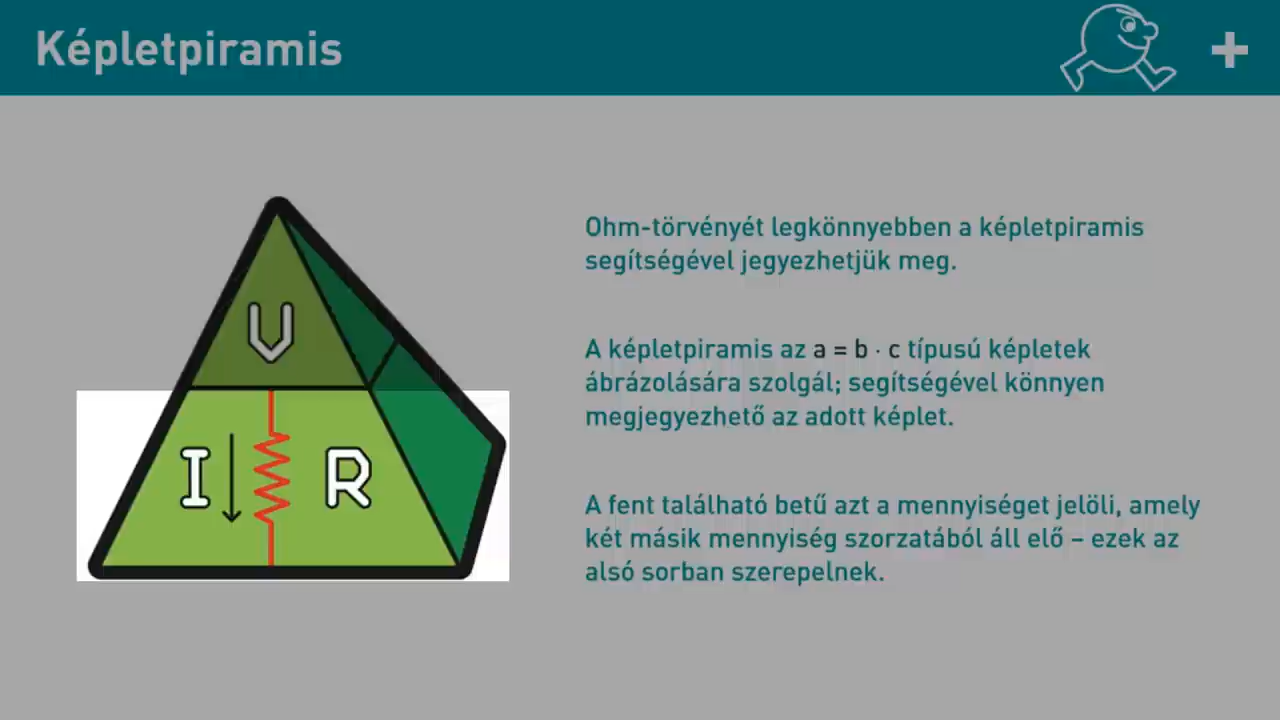 Képletpiramis
U
I R
Ohm-törvényét legkönnyebben a képletpiramis
segítségével jegyezhetjük meg.
A képletpiramis az a = b · c típusú képletek
ábrázolására szolgál; segítségével könnyen
megjegyezhető az adott képlet.
A fent található betű azt a mennyiséget jelöli, amely
két másik mennyiség szorzatából áll elő – ezek az
alsó sorban szerepelnek.